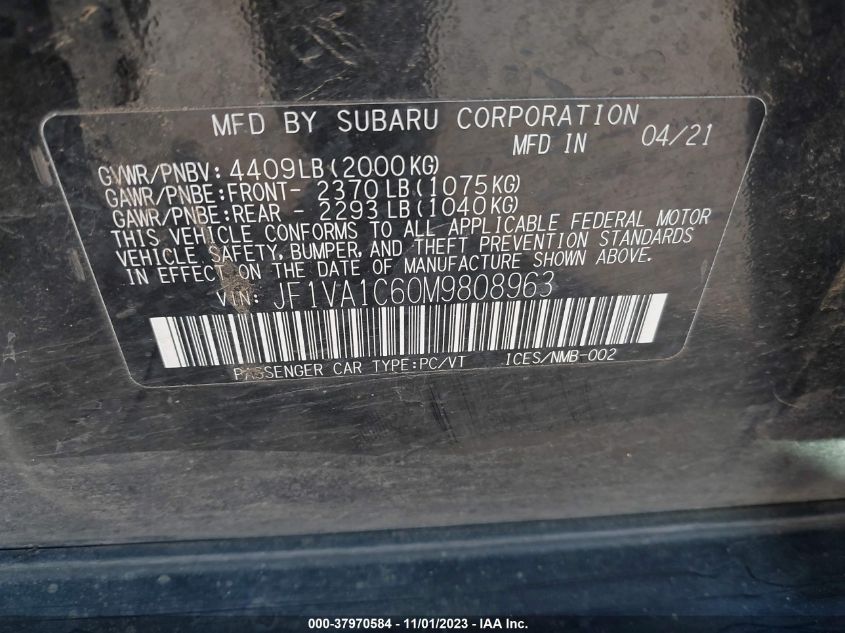 MFD BY SUBARU CORPORATION
MFD IN 04/21
GVWR/PNBV: 4409LB(2000KG)
GAWR/PNBE:FRONT- 2370LB(1075KG)
GAWR/PNBE:REAR - 2293LB(1040KG)
THIS VEHICLE CONFORMS TO ALL APPLICABLE FEDERAL MOTOR
VEHICLE SAFETY, BUMPER, AND THEFT PREVENTION STANDARDS
IN EFFECT ON THE DATE OF MANUFACTURE SHOWN ABOVE.
VIN: JF1VA1C60M9808963
PASSENGER CAR TYPE:PC/VT ICES/NMB-002
000-37970584 - 11/01/2023 - IAA Inc.